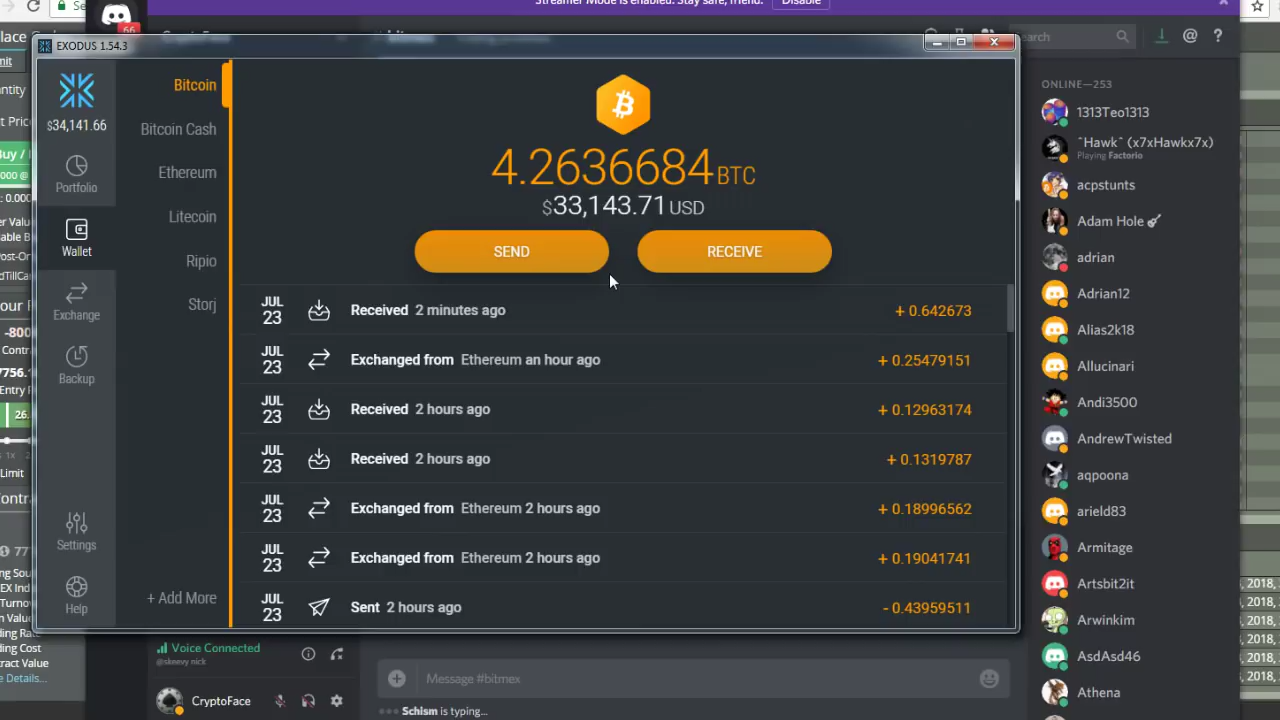 Streamer Mode is enabled. Stay safe, friend.
Disable
66
EXODUS 1.54.3
$34,141.66
Portfolio
Wallet
Exchange
Backup
Settings
Help
Bitcoin
Bitcoin Cash
Ethereum
Litecoin
Ripio
Storj
+ Add More
4.2636684 BTC
$33,143.71 USD
SEND
RECEIVE
JUL 23 Received 2 minutes ago + 0.642673
JUL 23 Exchanged from Ethereum an hour ago + 0.25479151
JUL 23 Received 2 hours ago + 0.12963174
JUL 23 Received 2 hours ago + 0.1319787
JUL 23 Exchanged from Ethereum 2 hours ago + 0.18996562
JUL 23 Exchanged from Ethereum 2 hours ago + 0.19041741
JUL 23 Sent 2 hours ago - 0.43959511
Voice Connected
@skeevy nick
CryptoFace
Message #bitmex
Schism is typing...
ONLINE—253
1313Teo1313
^Hawk^ (x7xHawkx7x)
Playing Factorio
acpstunts
Adam Hole
adrian
Adrian12
Alias2k18
Allucinari
Andi3500
AndrewTwisted
aqpoona
arield83
Armitage
Artsbit2it
Arwinkim
AsdAsd46
Athena